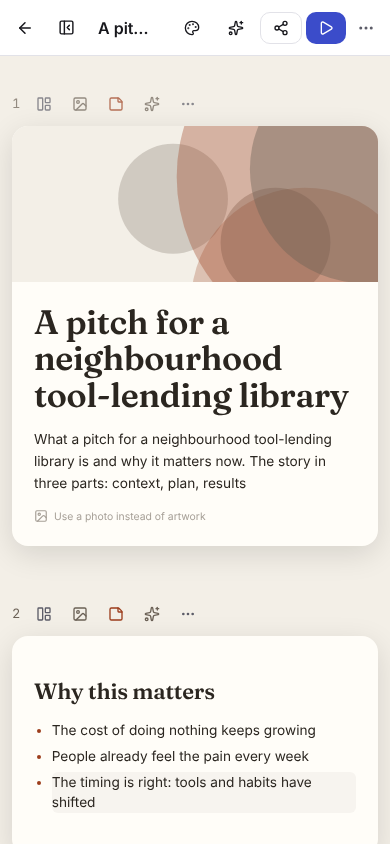 A pit...
1
A pitch for a
neighbourhood
tool-lending library
What a pitch for a neighbourhood tool-lending
library is and why it matters now. The story in
three parts: context, plan, results
Use a photo instead of artwork
2
Why this matters
• The cost of doing nothing keeps growing
• People already feel the pain every week
• The timing is right: tools and habits have
shifted